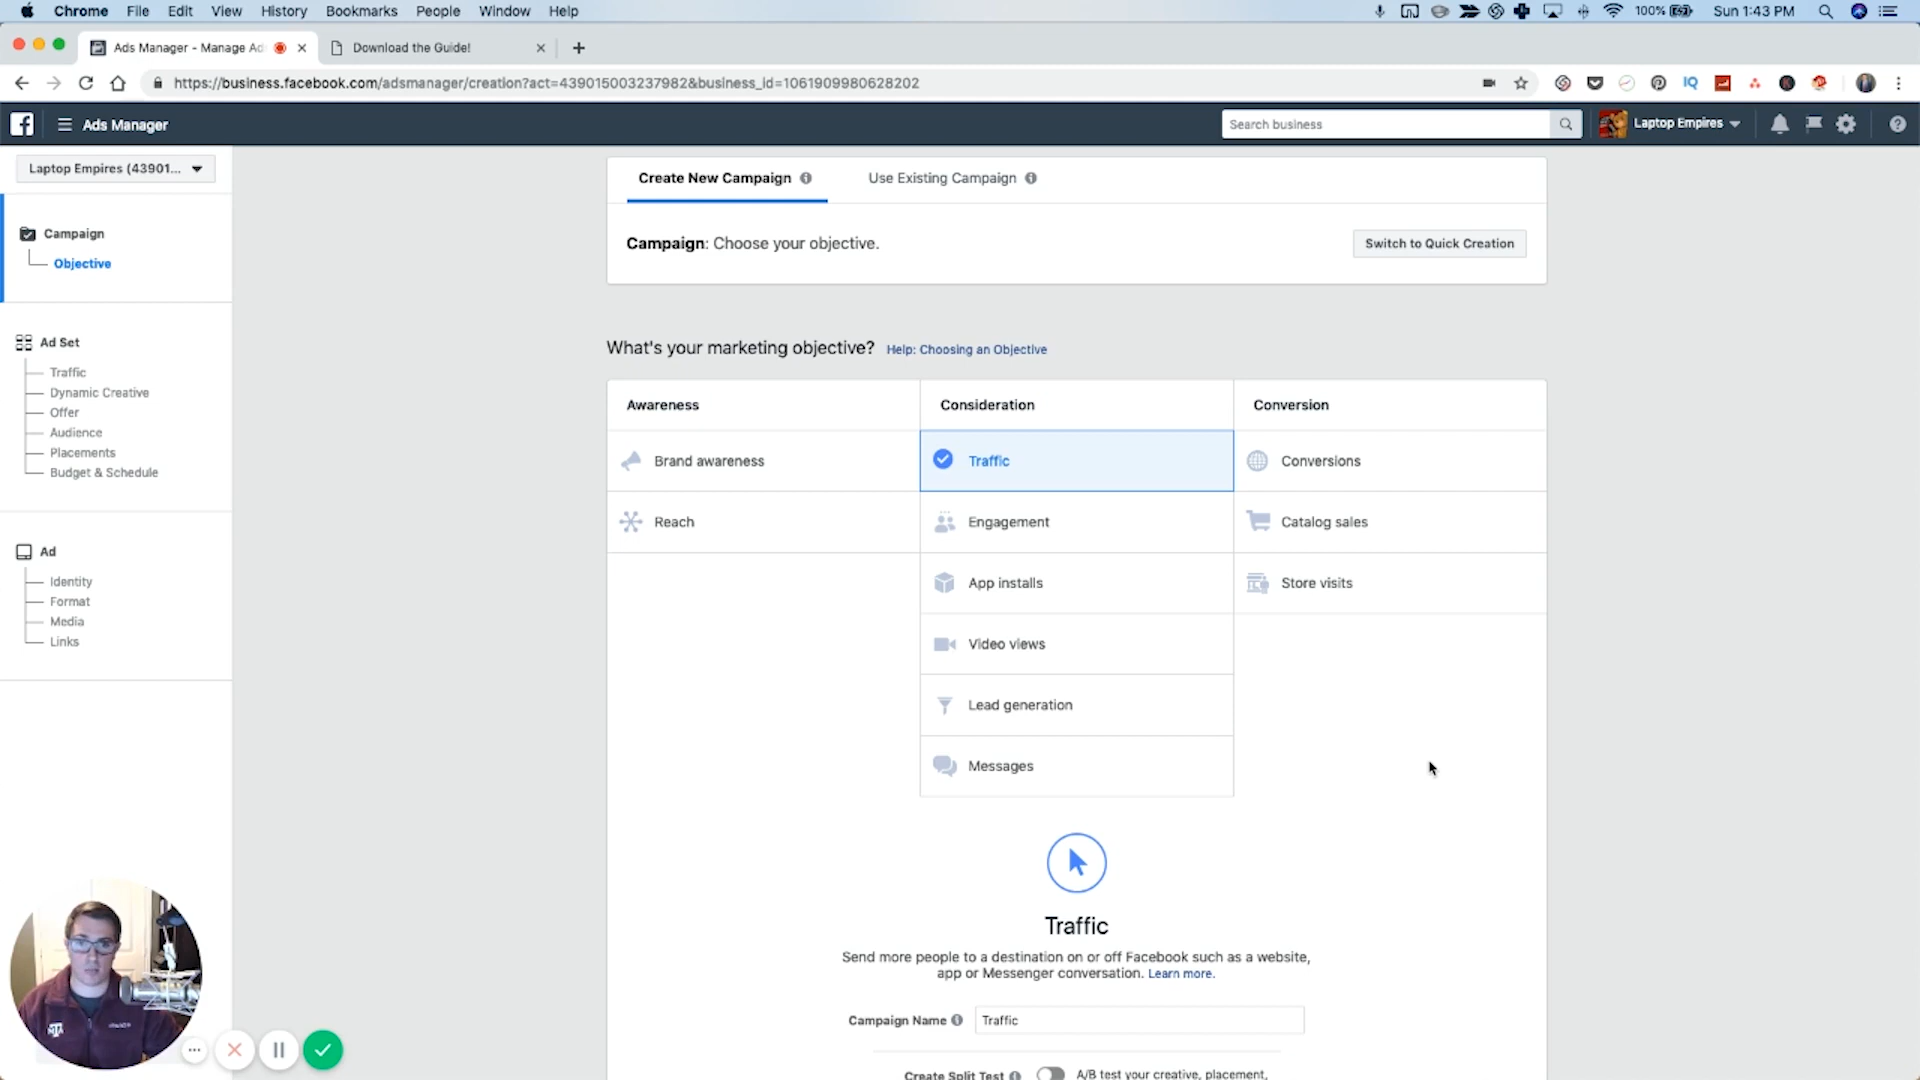 Chrome File Edit View History Bookmarks People Window Help
100% Sun 1:43 PM
Ads Manager - Manage Ad
Download the Guide!
https://business.facebook.com/adsmanager/creation?act=439015003237982&business_id=1061909980628202
IQ
Ads Manager
Search business
Laptop Empires
Laptop Empires (43901...
Campaign
Objective
Ad Set
Traffic
Dynamic Creative
Offer
Audience
Placements
Budget & Schedule
Ad
Identity
Format
Media
Links
Create New Campaign
Use Existing Campaign
Campaign: Choose your objective.
Switch to Quick Creation
What's your marketing objective? Help: Choosing an Objective
Awareness
Consideration
Conversion
Brand awareness
Traffic
Conversions
Reach
Engagement
Catalog sales
App installs
Store visits
Video views
Lead generation
Messages
Traffic
Send more people to a destination on or off Facebook such as a website,
app or Messenger conversation. Learn more.
Campaign Name
Traffic
Create Split Test
A/B test your creative, placement,